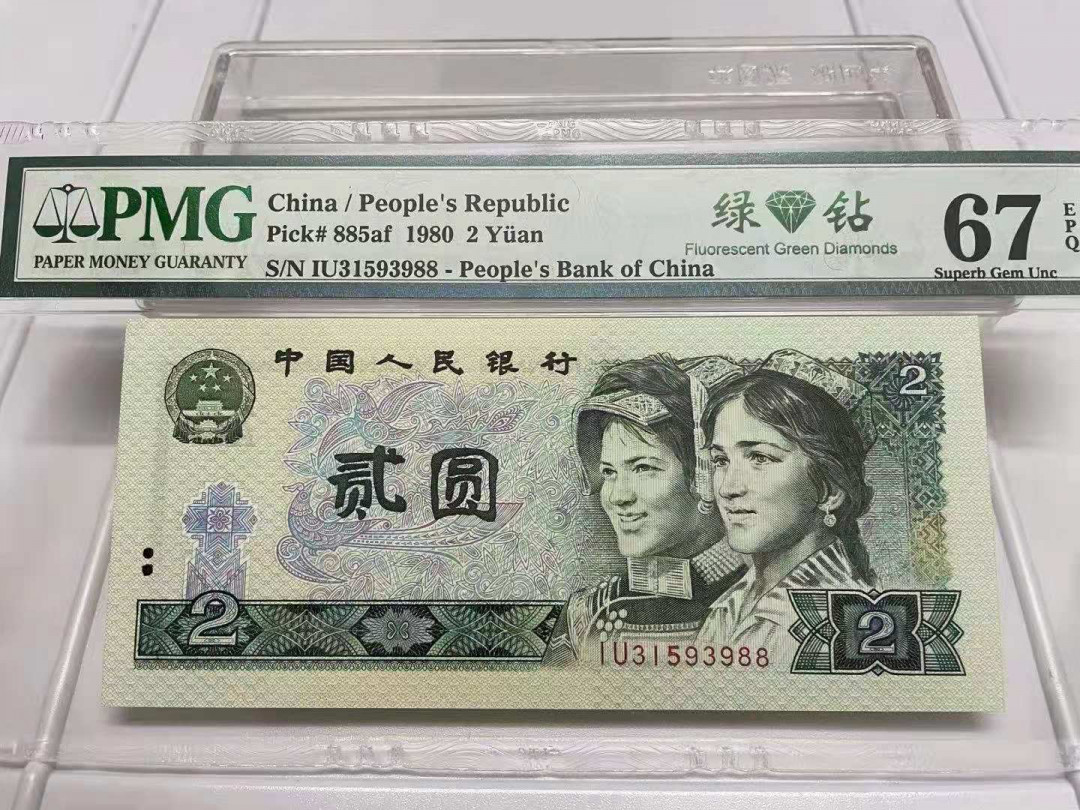 PMG
PAPER MONEY GUARANTY
China / People's Republic
Pick# 885af 1980 2 Yüan
S/N IU31593988 - People's Bank of China
绿 钻
Fluorescent Green Diamonds
67
EPQ
Superb Gem Unc
中国人民银行
2
贰圆
2
IU31593988
2